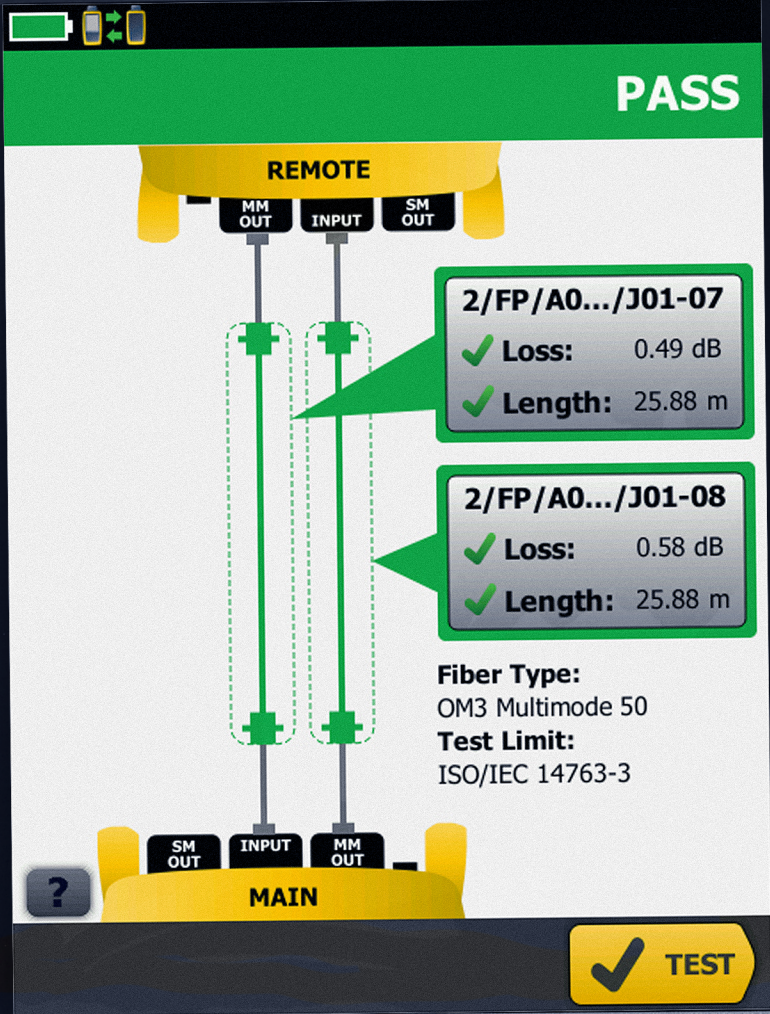 PASS
REMOTE
MM
OUT
INPUT
SM
OUT
2/FP/A0.../J01-07
Loss: 0.49 dB
Length: 25.88 m
2/FP/A0.../J01-08
Loss: 0.58 dB
Length: 25.88 m
Fiber Type:
OM3 Multimode 50
Test Limit:
ISO/IEC 14763-3
SM
OUT
INPUT
MM
OUT
?
MAIN
TEST